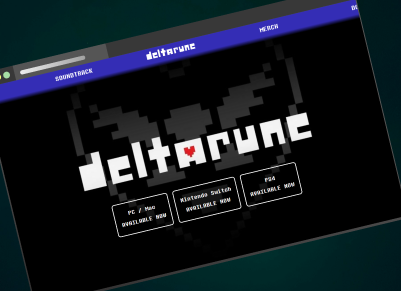 SOUNDTRACK
deltarune
MERCH
deltarune
PC / Mac
AVAILABLE NOW
Nintendo Switch
AVAILABLE NOW
PS4
AVAILABLE NOW